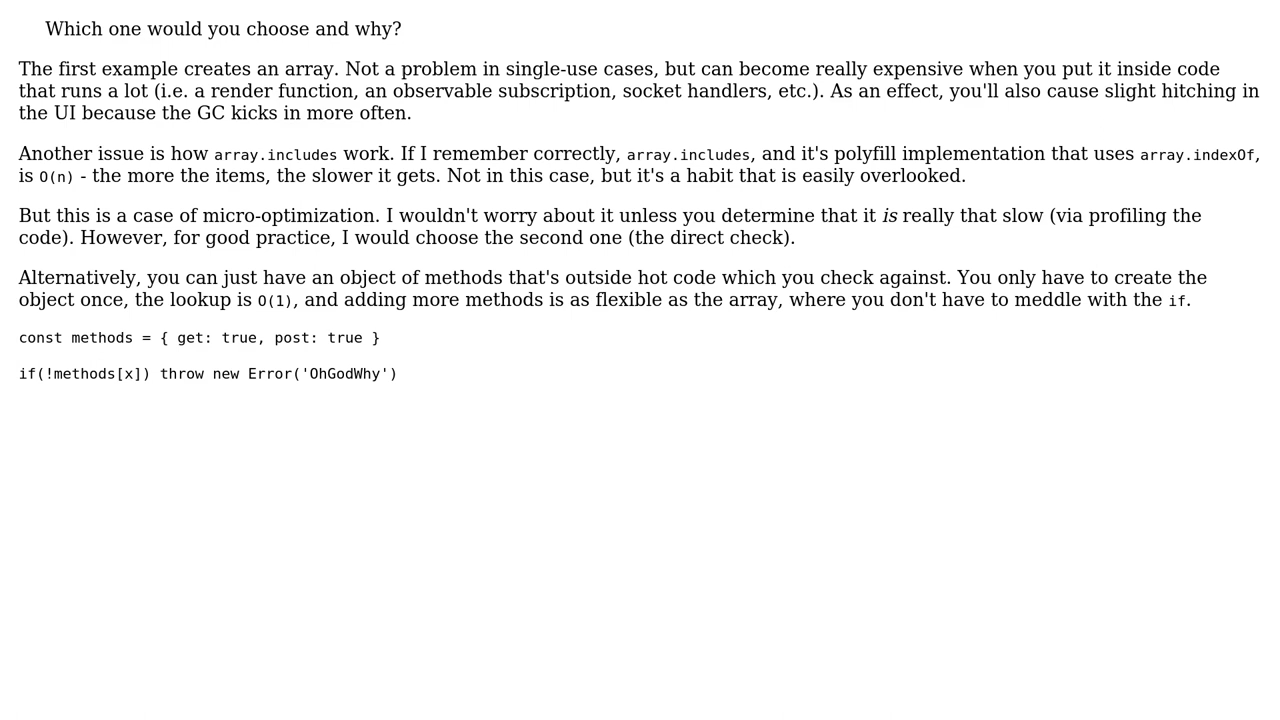 Which one would you choose and why?
The first example creates an array. Not a problem in single-use cases, but can become really expensive when you put it inside code
that runs a lot (i.e. a render function, an observable subscription, socket handlers, etc.). As an effect, you'll also cause slight hitching in
the UI because the GC kicks in more often.
Another issue is how array.includes work. If I remember correctly, array.includes, and it's polyfill implementation that uses array.indexOf,
is O(n) - the more the items, the slower it gets. Not in this case, but it's a habit that is easily overlooked.
But this is a case of micro-optimization. I wouldn't worry about it unless you determine that it is really that slow (via profiling the
code). However, for good practice, I would choose the second one (the direct check).
Alternatively, you can just have an object of methods that's outside hot code which you check against. You only have to create the
object once, the lookup is O(1), and adding more methods is as flexible as the array, where you don't have to meddle with the if.
const methods = { get: true, post: true }
if(!methods[x]) throw new Error('OhGodWhy')